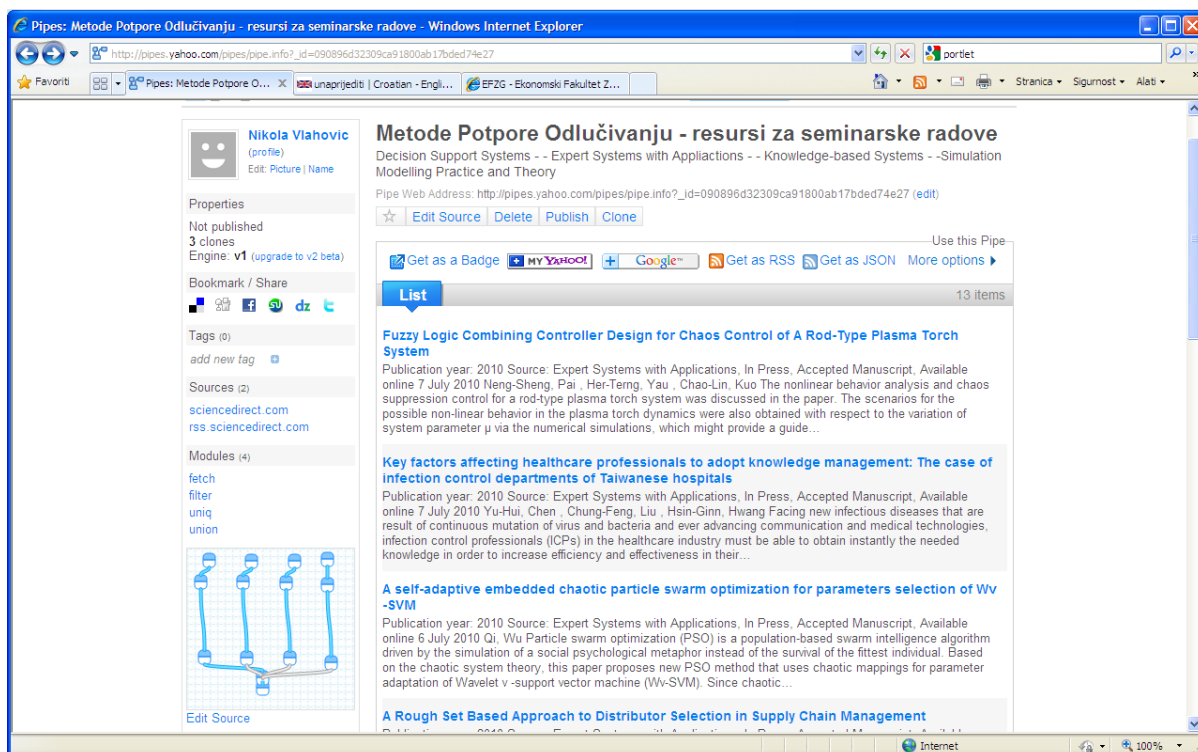 Pipes: Metode Potpore Odlučivanju - resursi za seminarske radove - Windows Internet Explorer
http://pipes.yahoo.com/pipes/pipe.info?_id=090896d32309ca91800ab17bded74e27
portlet
Favoriti
Pipes: Metode Potpore O...
unaprijediti | Croatian - Engli...
EFZG - Ekonomski Fakultet Z...
Stranica
Sigurnost
Alati
»
Nikola Vlahovic
(profile)
Edit: Picture | Name
Properties
Not published
3 clones
Engine: v1 (upgrade to v2 beta)
Bookmark / Share
dz
t
Tags (0)
add new tag
Sources (2)
sciencedirect.com
rss.sciencedirect.com
Modules (4)
fetch
filter
uniq
union
Edit Source
Metode Potpore Odlučivanju - resursi za seminarske radove
Decision Support Systems - - Expert Systems with Appliactions - - Knowledge-based Systems - -Simulation
Modelling Practice and Theory
Pipe Web Address: http://pipes.yahoo.com/pipes/pipe.info?_id=090896d32309ca91800ab17bded74e27 (edit)
Edit Source Delete Publish Clone
Use this Pipe
Get as a Badge MY YAHOO! Google™ Get as RSS Get as JSON More options
List
13 items
Fuzzy Logic Combining Controller Design for Chaos Control of A Rod-Type Plasma Torch
System
Publication year: 2010 Source: Expert Systems with Applications, In Press, Accepted Manuscript, Available
online 7 July 2010 Neng-Sheng, Pai , Her-Terng, Yau , Chao-Lin, Kuo The nonlinear behavior analysis and chaos
suppression control for a rod-type plasma torch system was discussed in the paper. The scenarios for the
possible non-linear behavior in the plasma torch dynamics were also obtained with respect to the variation of
system parameter µ via the numerical simulations, which might provide a guide...
Key factors affecting healthcare professionals to adopt knowledge management: The case of
infection control departments of Taiwanese hospitals
Publication year: 2010 Source: Expert Systems with Applications, In Press, Accepted Manuscript, Available
online 7 July 2010 Yu-Hui, Chen , Chung-Feng, Liu , Hsin-Ginn, Hwang Facing new infectious diseases that are
result of continuous mutation of virus and bacteria and ever advancing communication and medical technologies,
infection control professionals (ICPs) in the healthcare industry must be able to obtain instantly the needed
knowledge in order to increase efficiency and effectiveness in their...
A self-adaptive embedded chaotic particle swarm optimization for parameters selection of Wv
-SVM
Publication year: 2010 Source: Expert Systems with Applications, In Press, Accepted Manuscript, Available
online 6 July 2010 Qi, Wu Particle swarm optimization (PSO) is a population-based swarm intelligence algorithm
driven by the simulation of a social psychological metaphor instead of the survival of the fittest individual. Based
on the chaotic system theory, this paper proposes new PSO method that uses chaotic mappings for parameter
adaptation of Wavelet v -support vector machine (Wv-SVM). Since chaotic...
A Rough Set Based Approach to Distributor Selection in Supply Chain Management
Internet
100%